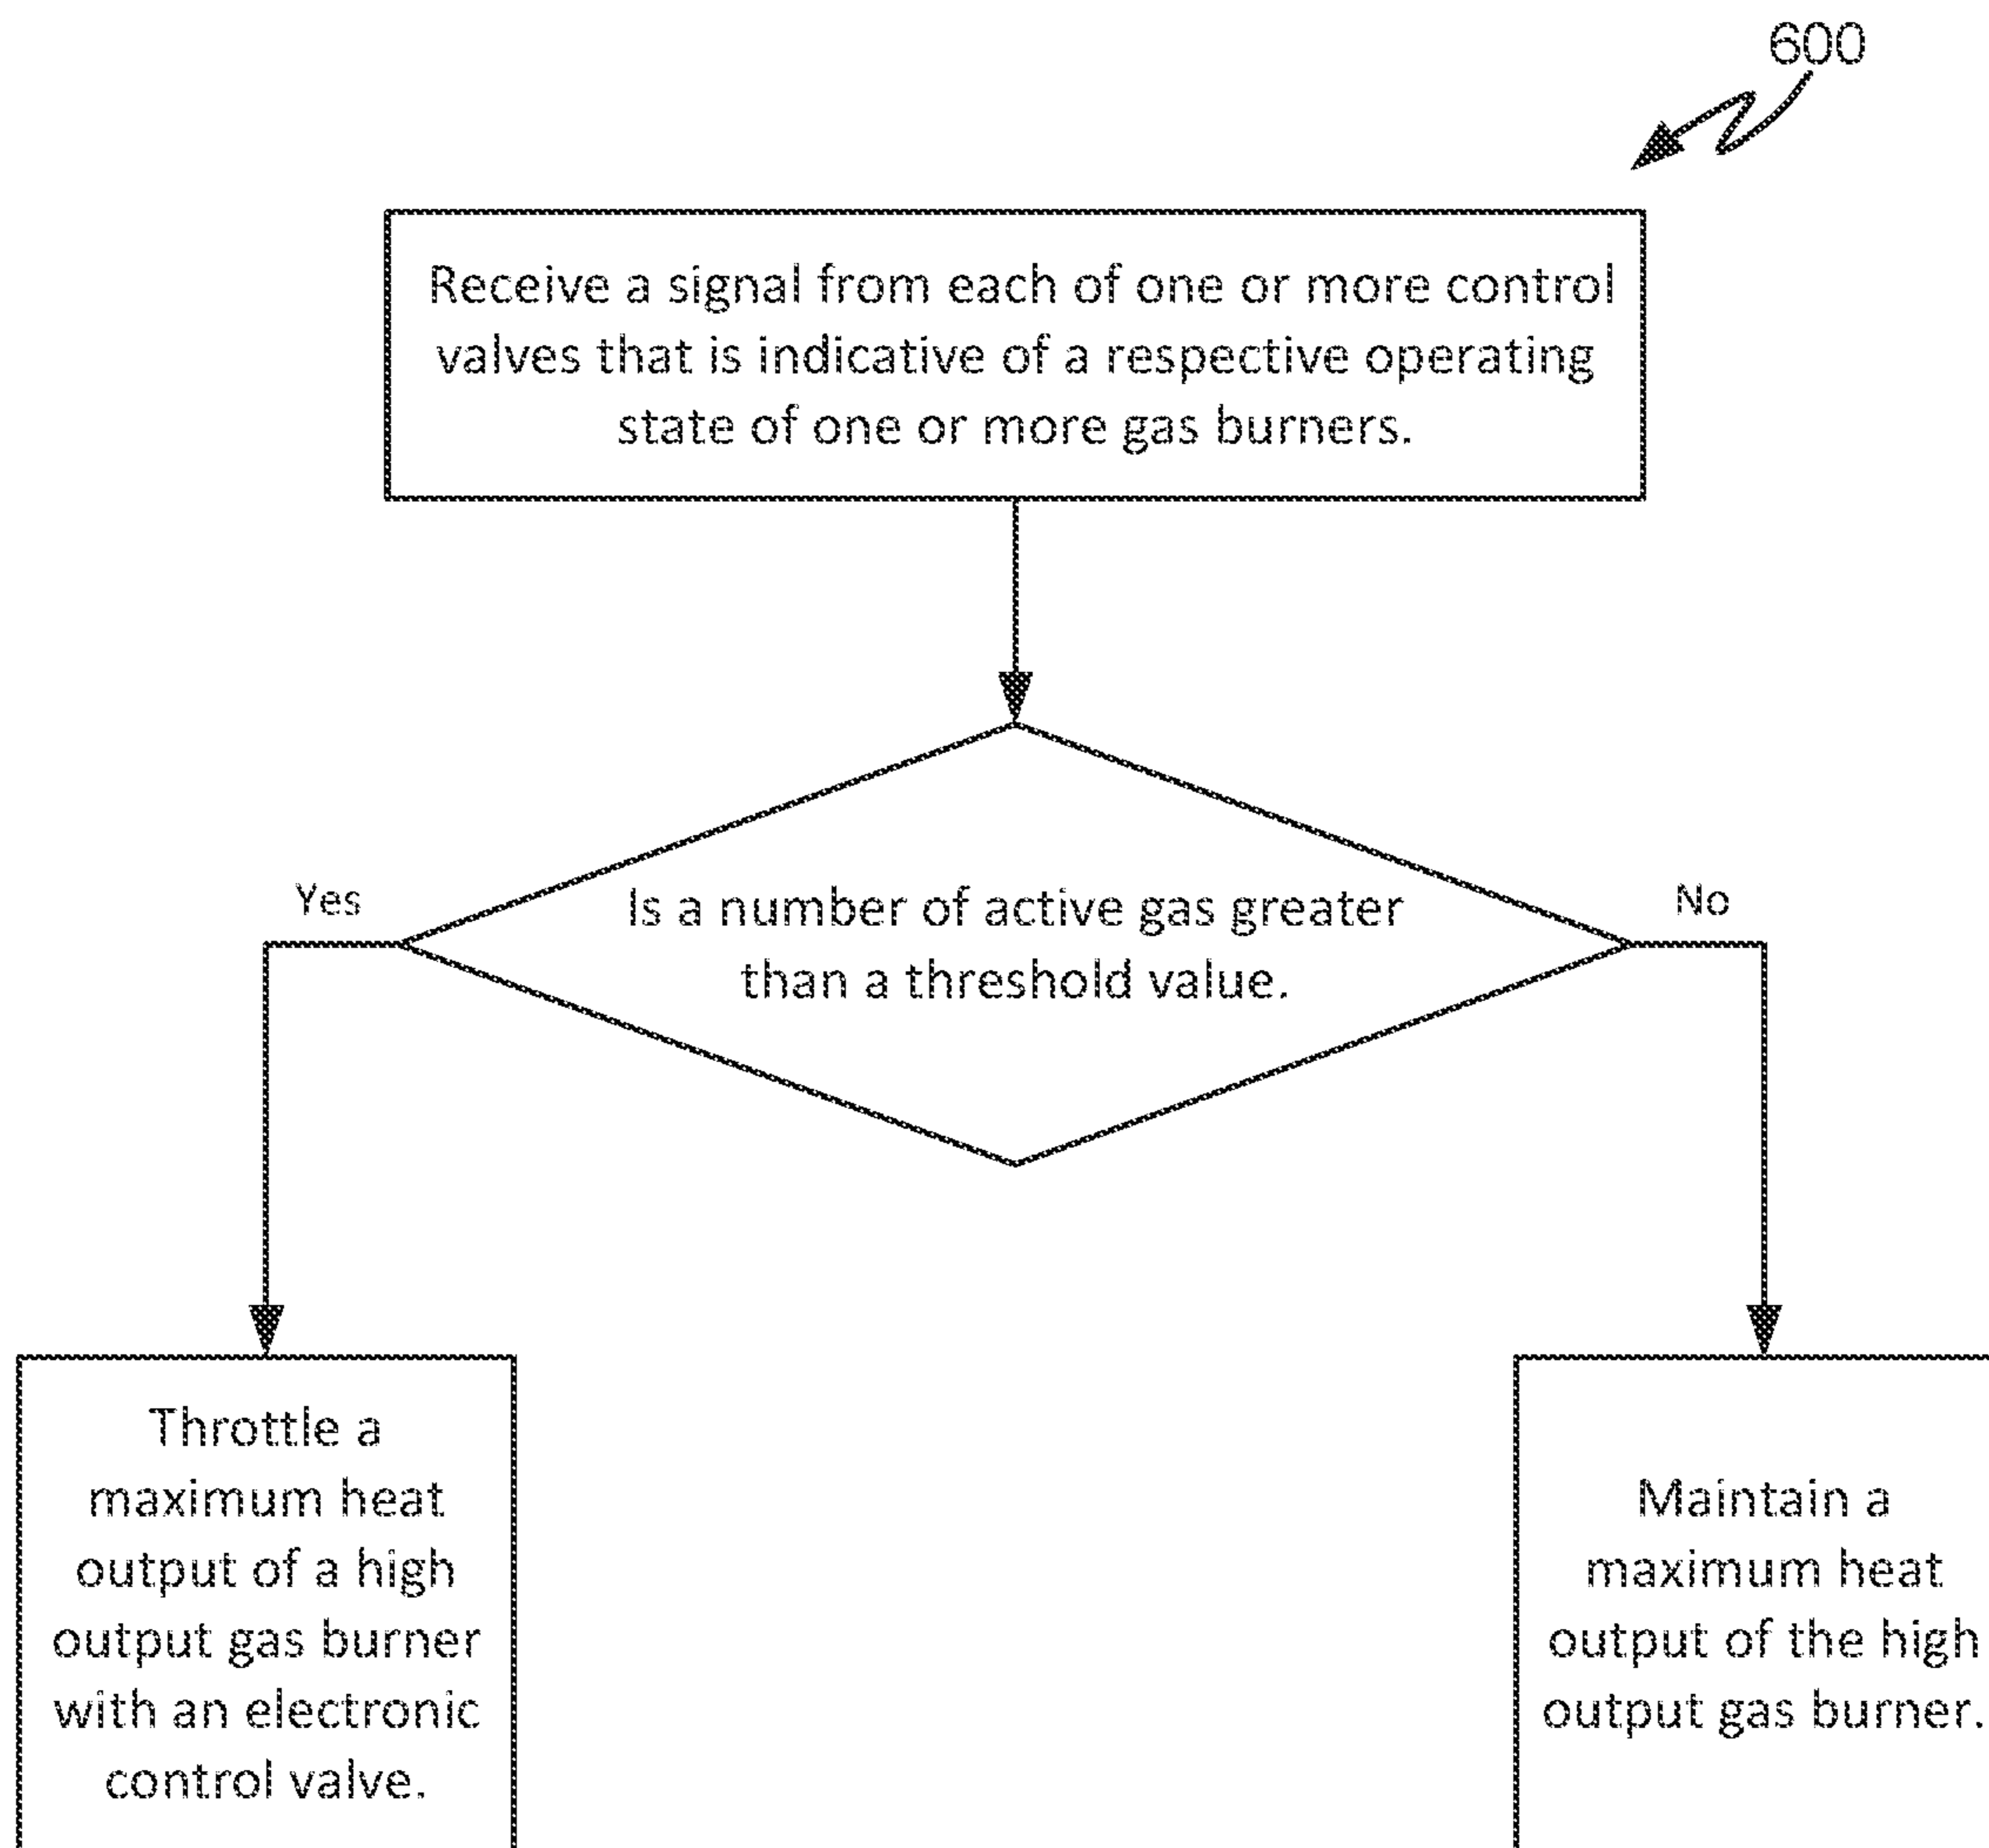 600
Receive a signal from each of one or more control
valves that is indicative of a respective operating
state of one or more gas burners.
Yes
Is a number of active gas greater
than a threshold value.
No
Throttle a
maximum heat
output of a high
output gas burner
with an electronic
control valve.
Maintain a
maximum heat
output of the high
output gas burner.